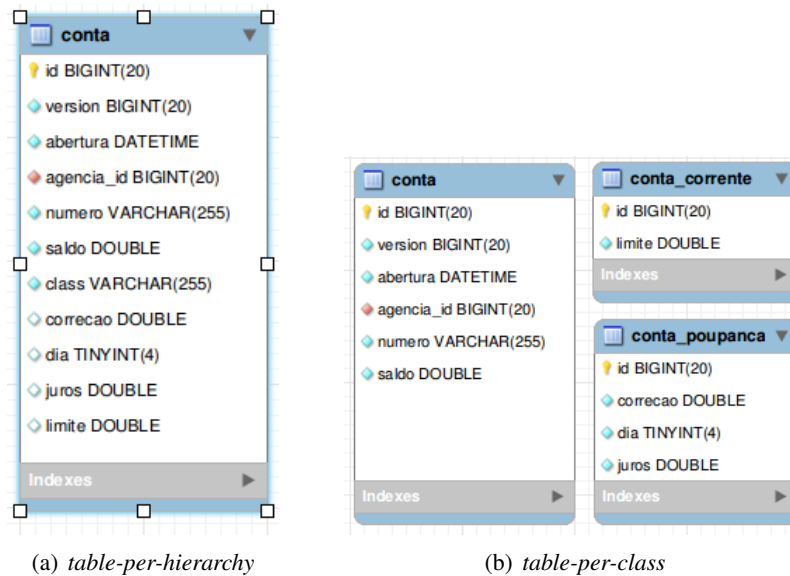 conta
id BIGINT(20)
version BIGINT(20)
abertura DATETIME
agencia_id BIGINT(20)
numero VARCHAR(255)
saldo DOUBLE
class VARCHAR(255)
correcao DOUBLE
dia TINYINT(4)
juros DOUBLE
limite DOUBLE
Indexes
(a) table-per-hierarchy
conta
id BIGINT(20)
version BIGINT(20)
abertura DATETIME
agencia_id BIGINT(20)
numero VARCHAR(255)
saldo DOUBLE
Indexes
conta_corrente
id BIGINT(20)
limite DOUBLE
Indexes
conta_poupanca
id BIGINT(20)
correcao DOUBLE
dia TINYINT(4)
juros DOUBLE
Indexes
(b) table-per-class